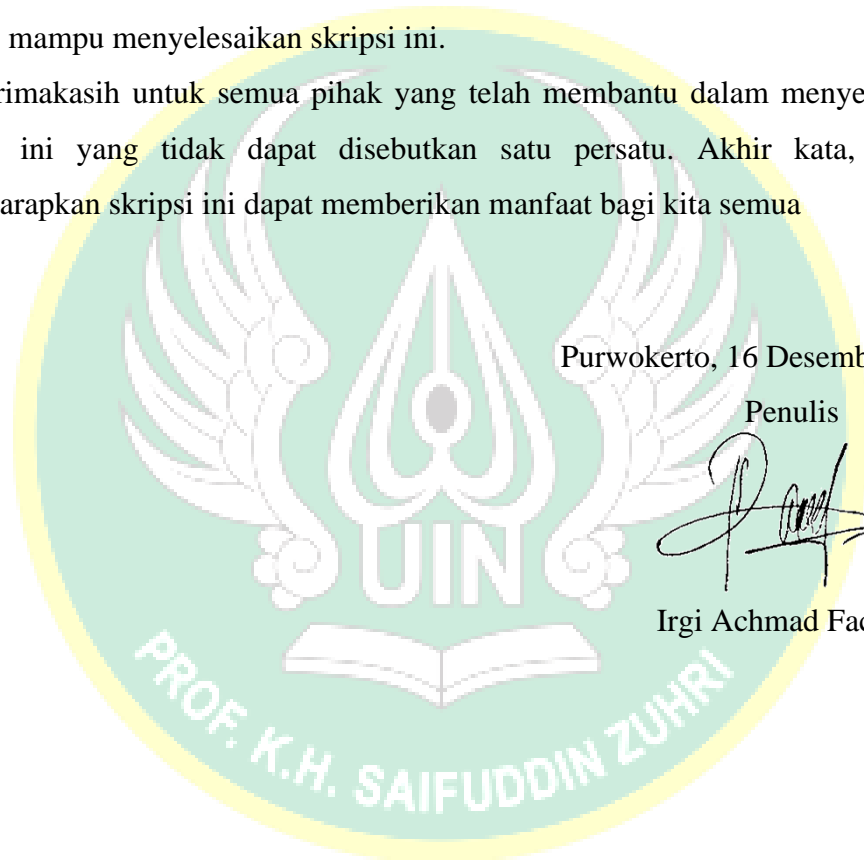 mampu menyelesaikan skripsi ini.
rimakasih untuk semua pihak yang telah membantu dalam menye
ini yang tidak dapat disebutkan satu persatu. Akhir kata,
arapkan skripsi ini dapat memberikan manfaat bagi kita semua
Purwokerto, 16 Desemb
Penulis
Irgi Achmad Fac
UIN
PROF. K.H. SAIFUDDIN ZUHRI